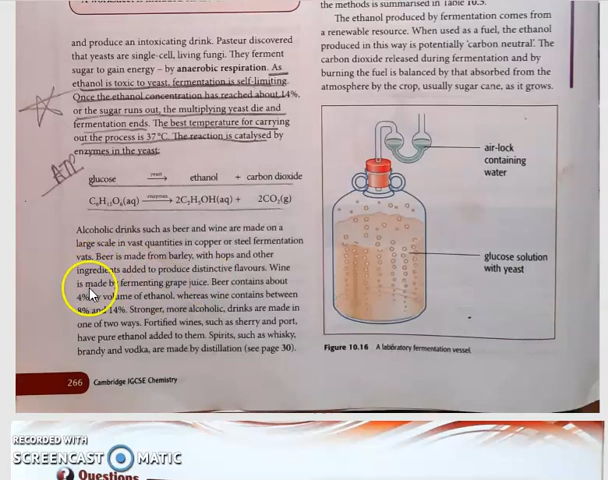 the methods is summarised in Table 10.5.
and produce an intoxicating drink. Pasteur discovered
that yeasts are single-cell, living fungi. They ferment
sugar to gain energy – by anaerobic respiration. As
ethanol is toxic to yeast, fermentation is self-limiting.
Once the ethanol concentration has reached about 14%,
or the sugar runs out, the multiplying yeast die and
fermentation ends. The best temperature for carrying
out the process is 37°C. The reaction is catalysed by
enzymes in the yeast:
ATP
glucose yeast ethanol + carbon dioxide
C₆H₁₂O₆(aq) enzymes 2C₂H₅OH(aq) + 2CO₂(g)
Alcoholic drinks such as beer and wine are made on a
large scale in vast quantities in copper or steel fermentation
vats. Beer is made from barley, with hops and other
ingredients added to produce distinctive flavours. Wine
is made by fermenting grape juice. Beer contains about
4% by volume of ethanol, whereas wine contains between
8% and 14%. Stronger, more alcoholic, drinks are made in
one of two ways. Fortified wines, such as sherry and port,
have pure ethanol added to them. Spirits, such as whisky,
brandy and vodka, are made by distillation (see page 30).
266 Cambridge IGCSE Chemistry
The ethanol produced by fermentation comes from
a renewable resource. When used as a fuel, the ethanol
produced in this way is potentially 'carbon neutral'. The
carbon dioxide released during fermentation and by
burning the fuel is balanced by that absorbed from the
atmosphere by the crop, usually sugar cane, as it grows.
air-lock
containing
water
glucose solution
with yeast
Figure 10.16 A laboratory fermentation vessel.
RECORDED WITH
SCREENCAST MATIC
Questions